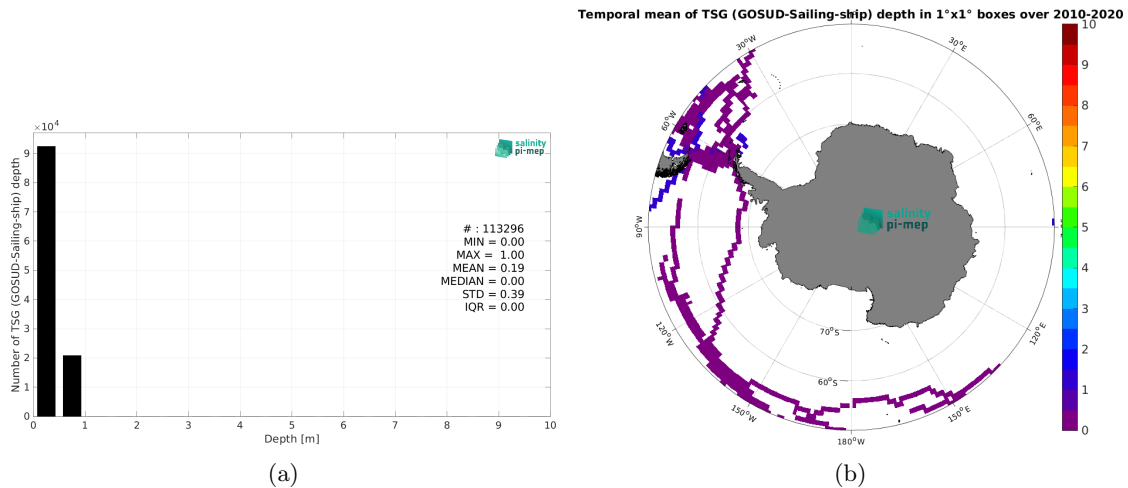 Temporal mean of TSG (GOSUD-Sailing-ship) depth in 1°x1° boxes over 2010-2020
×10⁴
Number of TSG (GOSUD-Sailing-ship) depth
9
8
7
6
5
4
3
2
1
0
0 1 2 3 4 5 6 7 8 9 10
Depth [m]
salinity
pi-mep
# : 113296
MIN = 0.00
MAX = 1.00
MEAN = 0.19
MEDIAN = 0.00
STD = 0.39
IQR = 0.00
(a)
30°W
30°E
60°W
60°E
90°W
120°W
120°E
150°W
150°E
180°W
70°S
60°S
salinity
pi-mep
10
9
8
7
6
5
4
3
2
1
0
(b)